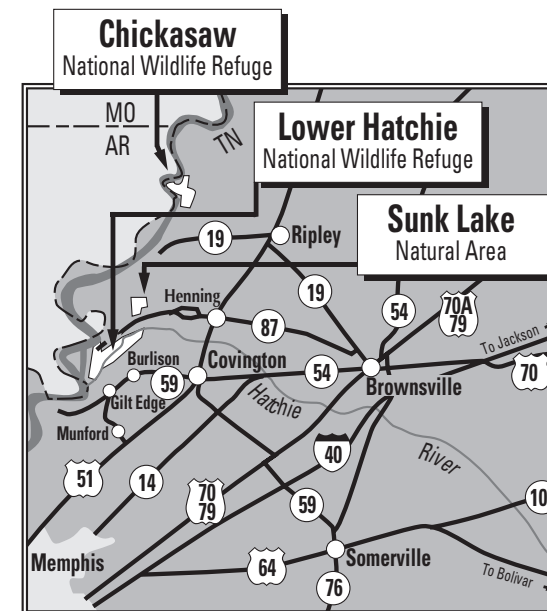 Chickasaw
National Wildlife Refuge
MO
AR
TN
Lower Hatchie
National Wildlife Refuge
Sunk Lake
Natural Area
19
Ripley
Henning
19
54
70A
79
87
To Jackson
Burlison
59
Covington
54
70
Gilt Edge
Hatchie
Brownsville
Munford
River
40
51
14
70
79
59
10
Memphis
64
Somerville
76
To Bolivar